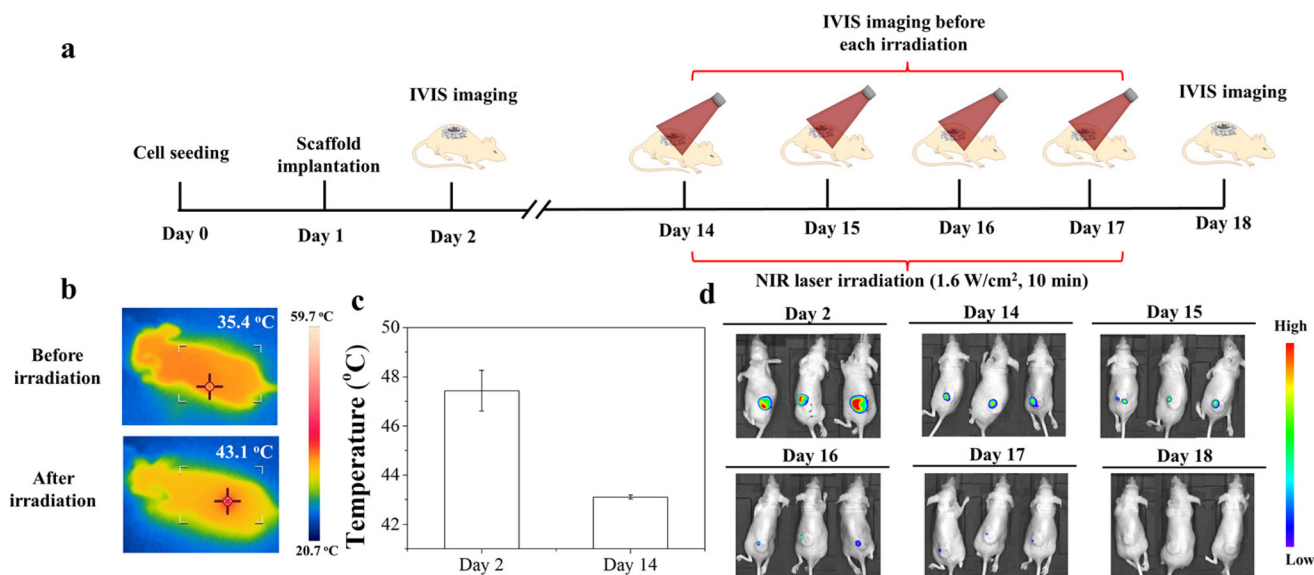 a
IVIS imaging before
each irradiation
IVIS imaging
IVIS imaging
Cell seeding
Scaffold
implantation
Day 0
Day 1
Day 2
Day 14
Day 15
Day 16
Day 17
Day 18
NIR laser irradiation (1.6 W/cm², 10 min)
b
Before
irradiation
35.4 °C
After
irradiation
43.1 °C
59.7 °C
20.7 °C
c
Temperature (°C)
50
48
46
44
42
Day 2
Day 14
d
Day 2
Day 14
Day 15
Day 16
Day 17
Day 18
High
Low